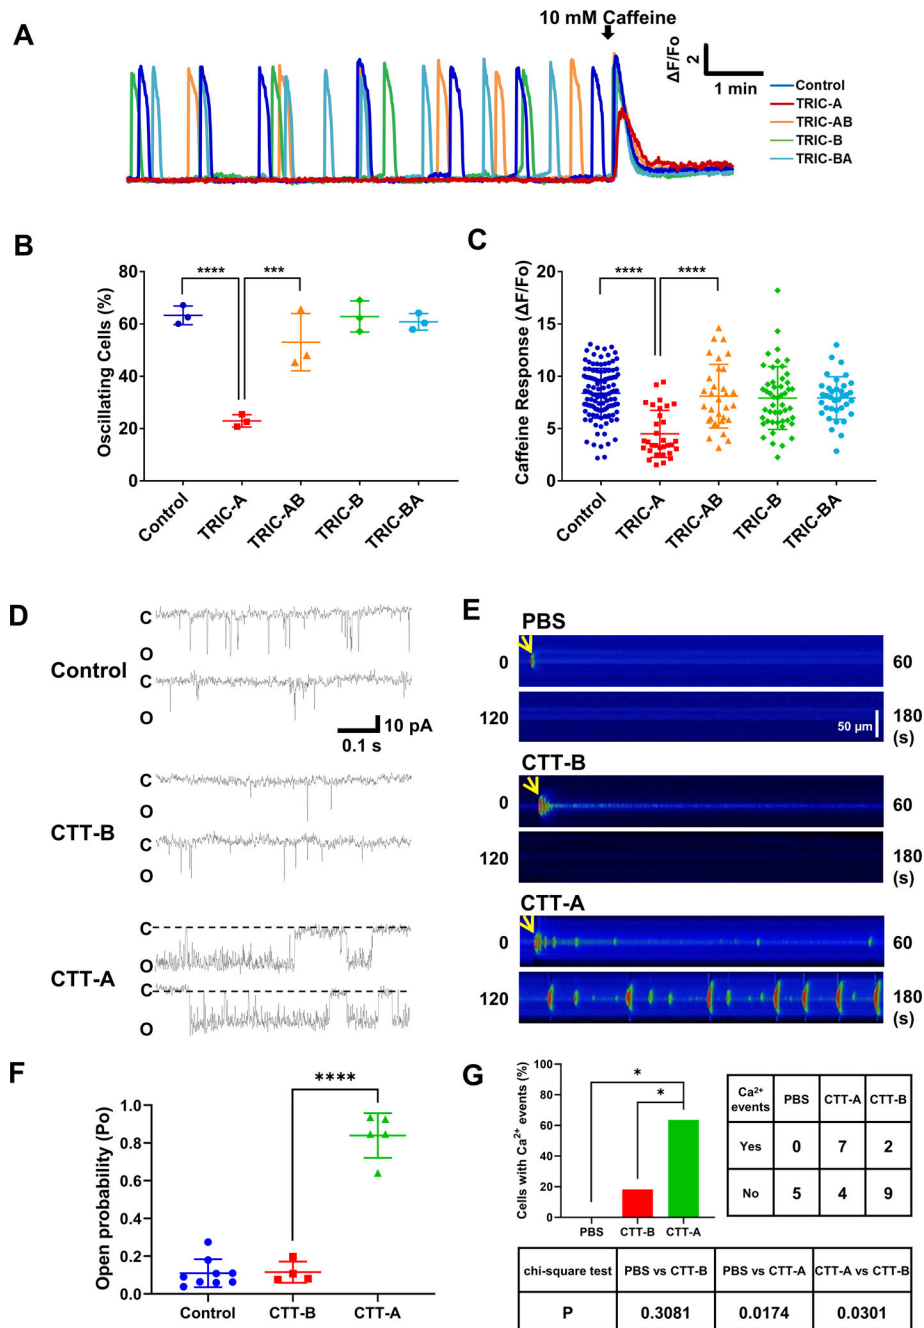 A
10 mM Caffeine
ΔF/Fo
2
1 min
Control
TRIC-A
TRIC-AB
TRIC-B
TRIC-BA
B
Oscillating Cells (%)
80
60
40
20
0
**** ***
Control TRIC-A TRIC-AB TRIC-B TRIC-BA
C
Caffeine Response (ΔF/Fo)
20
15
10
5
0
**** ****
Control TRIC-A TRIC-AB TRIC-B TRIC-BA
D
Control
C
O
C
O
10 pA
0.1 s
CTT-B
C
O
C
O
CTT-A
C
O
C
O
E
PBS
0 60
120 180
(s)
50 µm
CTT-B
0 60
120 180
(s)
CTT-A
0 60
120 180
(s)
F
Open probability (Po)
1.0
0.8
0.6
0.4
0.2
0.0
****
Control CTT-B CTT-A
G
Cells with Ca²⁺ events (%)
100
80
60
40
20
0
*
*
PBS CTT-B CTT-A
Ca²⁺ events PBS CTT-A CTT-B
Yes 0 7 2
No 5 4 9
chi-square test PBS vs CTT-B PBS vs CTT-A CTT-A vs CTT-B
P 0.3081 0.0174 0.0301